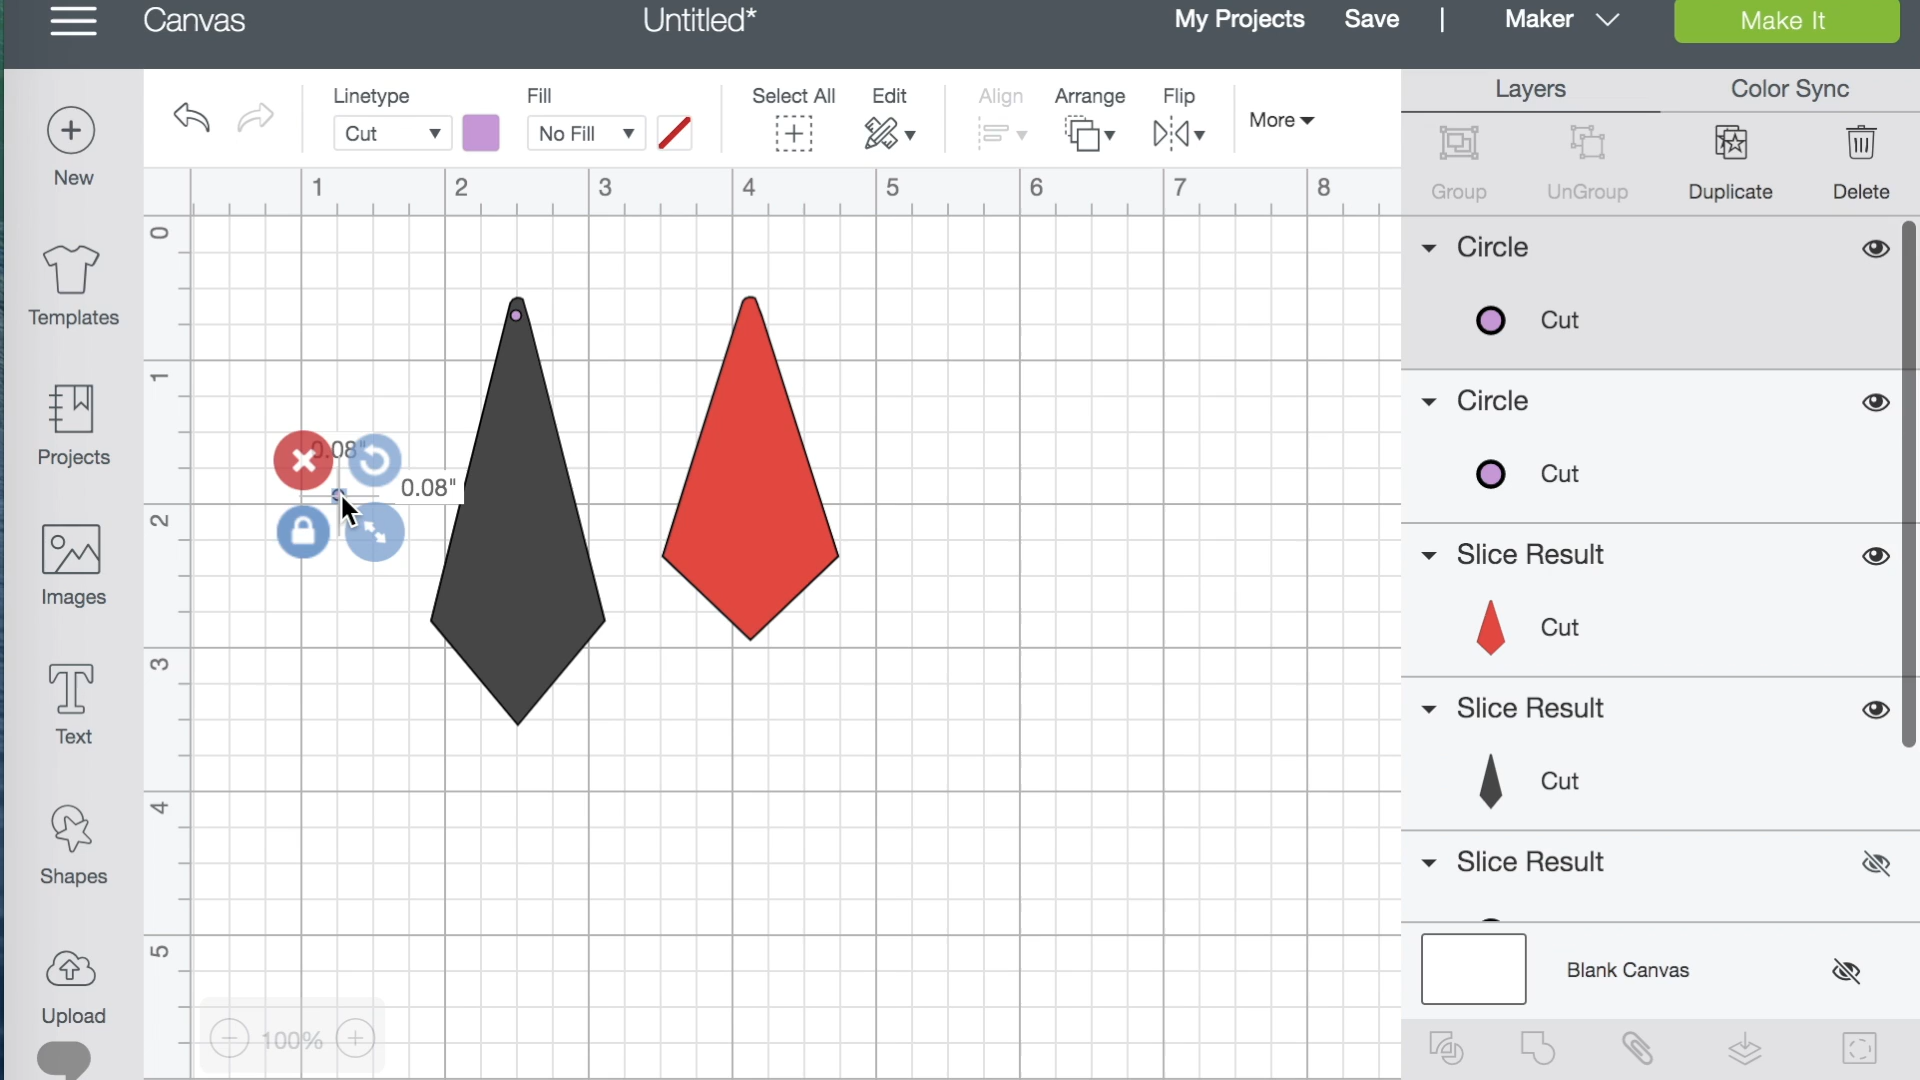 Canvas
Untitled*
My Projects
Save
|
Maker
Make It
New
Templates
Projects
Images
Text
Shapes
Upload
Linetype
Cut
Fill
No Fill
Select All
Edit
Align
Arrange
Flip
More
1 2 3 4 5 6 7 8
0
1
2
3
4
5
0.08"
0.08"
100%
Layers
Color Sync
Group
UnGroup
Duplicate
Delete
Circle
Cut
Circle
Cut
Slice Result
Cut
Slice Result
Cut
Slice Result
Blank Canvas